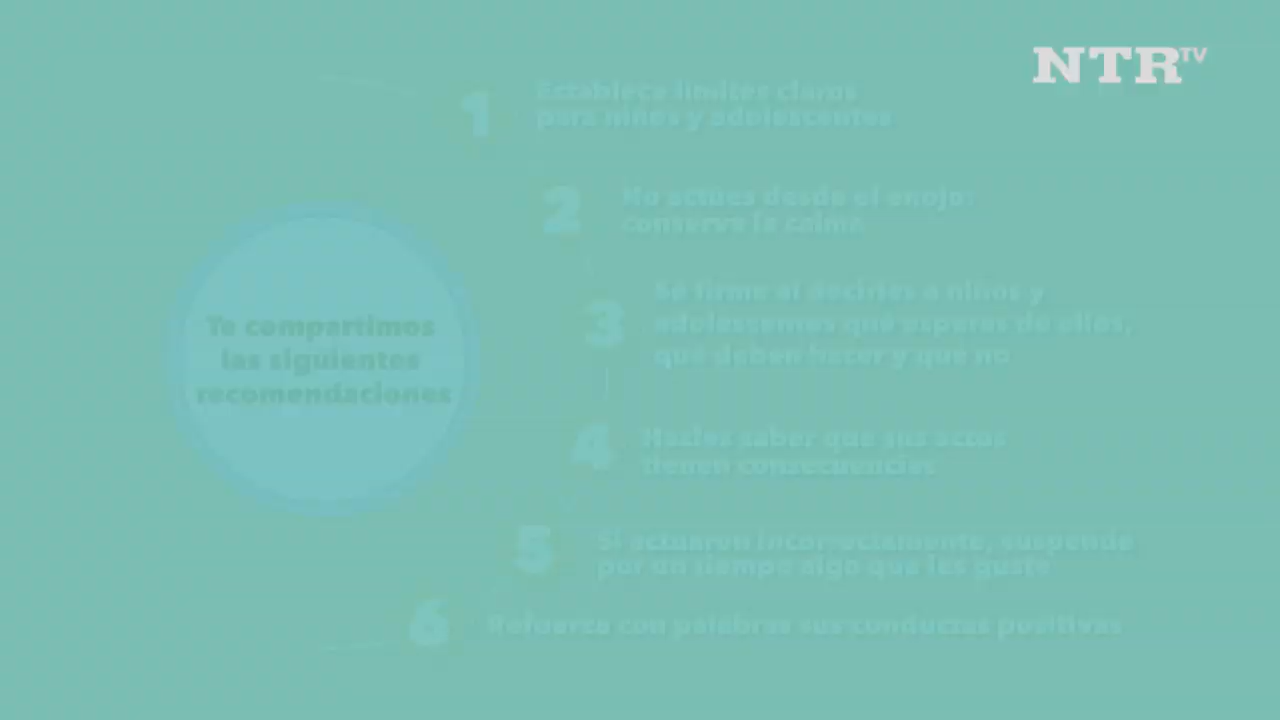 NTR TV
Te compartimos
las siguientes
recomendaciones
1
Establece límites claros
para niños y adolescentes
2
No actúes desde el enojo:
conserva la calma
3
Sé firme al decirles a niños y
adolescentes qué esperas de ellos,
qué deben hacer y qué no
4
Hazles saber que sus actos
tienen consecuencias
5
Si actuaron incorrectamente, suspende
por un tiempo algo que les guste
6
Refuerza con palabras sus conductas positivas